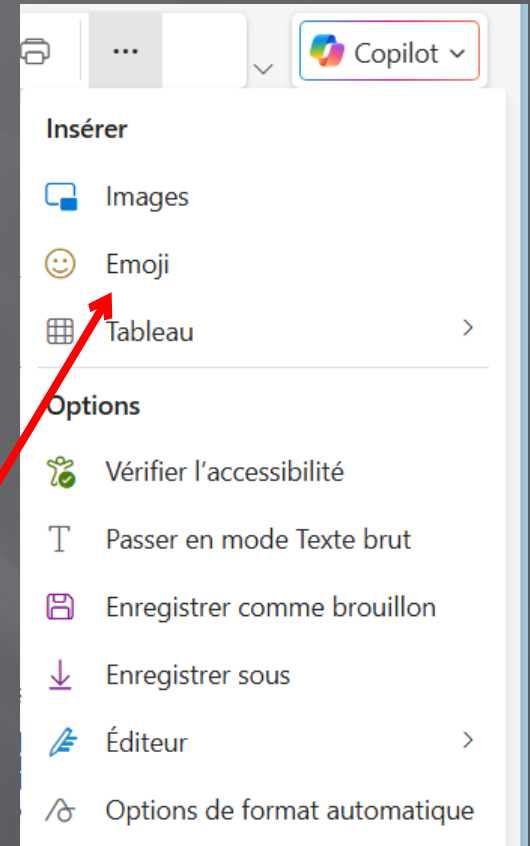 Copilot
Insérer
Images
Emoji
Tableau
Options
Vérifier l'accessibilité
Passer en mode Texte brut
Enregistrer comme brouillon
Enregistrer sous
Éditeur
Options de format automatique